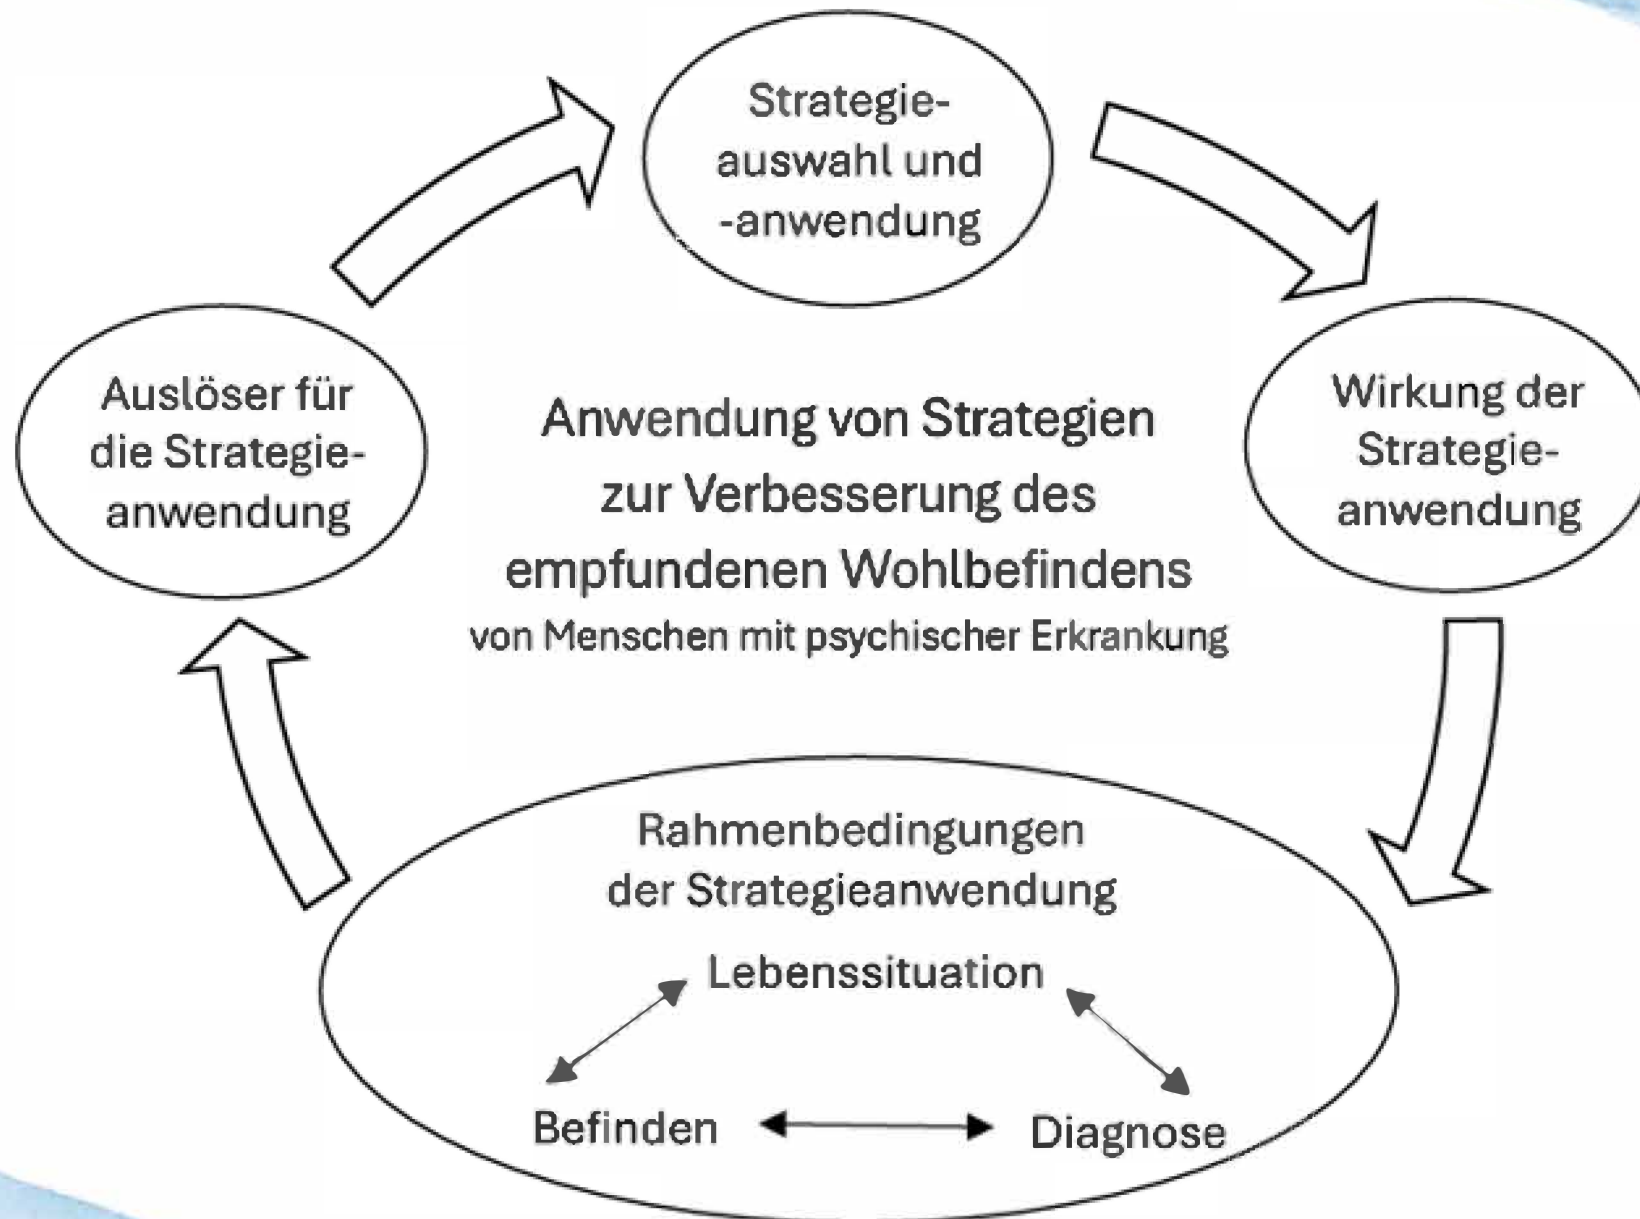 Strategie-
auswahl und
-anwendung
Auslöser für
die Strategie-
anwendung
Anwendung von Strategien
zur Verbesserung des
empfundenen Wohlbefindens
von Menschen mit psychischer Erkrankung
Wirkung der
Strategie-
anwendung
Rahmenbedingungen
der Strategieanwendung
Lebenssituation
Befinden
Diagnose